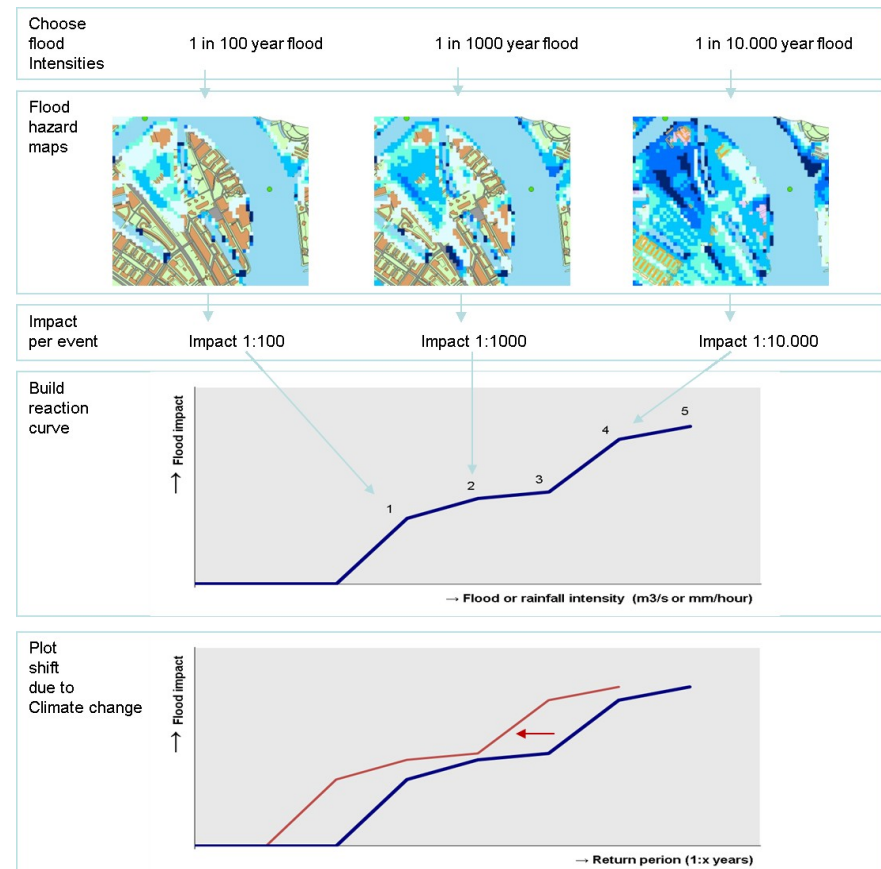 Choose
flood
Intensities
1 in 100 year flood
1 in 1000 year flood
1 in 10.000 year flood
Flood
hazard
maps
Impact
per event
Impact 1:100
Impact 1:1000
Impact 1:10.000
Build
reaction
curve
→ Flood impact
1
2
3
4
5
→ Flood or rainfall intensity (m3/s or mm/hour)
Plot
shift
due to
Climate change
→ Flood impact
→ Return perion (1:x years)